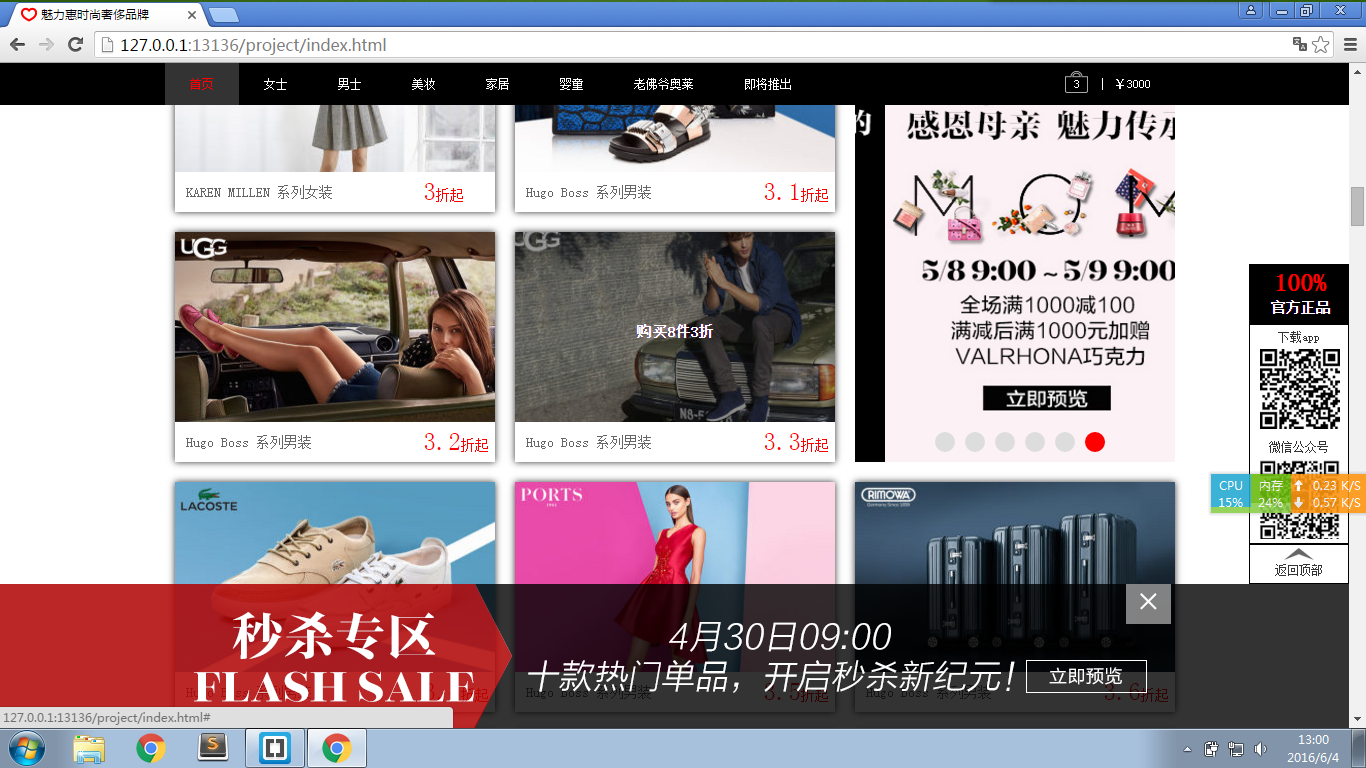 魅力惠时尚奢侈品牌
127.0.0.1:13136/project/index.html
首页 女士 男士 美妆 家居 婴童 老佛爷奥莱 即将推出 3 | ￥3000
的 感恩母亲 魅力传承
KAREN MILLEN 系列女装 3折起
Hugo Boss 系列男装 3.1折起
MOM
5/8 9:00 ~ 5/9 9:00
全场满1000减100
满减后满1000元加赠
VALRHONA巧克力
立即预览
UGG
Hugo Boss 系列男装 3.2折起
UGG
购买8件3折
Hugo Boss 系列男装 3.3折起
100%
官方正品
下载app
微信公众号
CPU 内存 0.23 K/S
15% 24% 0.57 K/S
返回顶部
LACOSTE
PORTS
1961
RIMOWA
Germany Since 1898
秒杀专区
FLASH SALE
4月30日09:00
十款热门单品，开启秒杀新纪元！
立即预览
3.6折起
127.0.0.1:13136/project/index.html#
13:00
2016/6/4